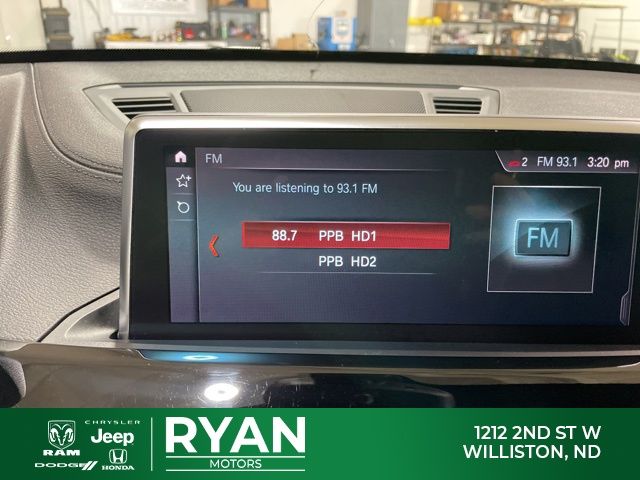 FM
2 FM 93.1 3:20 pm
You are listening to 93.1 FM
88.7 PPB HD1
PPB HD2
FM
RAM
CHRYSLER
Jeep
DODGE
HONDA
RYAN
MOTORS
1212 2ND ST W
WILLISTON, ND